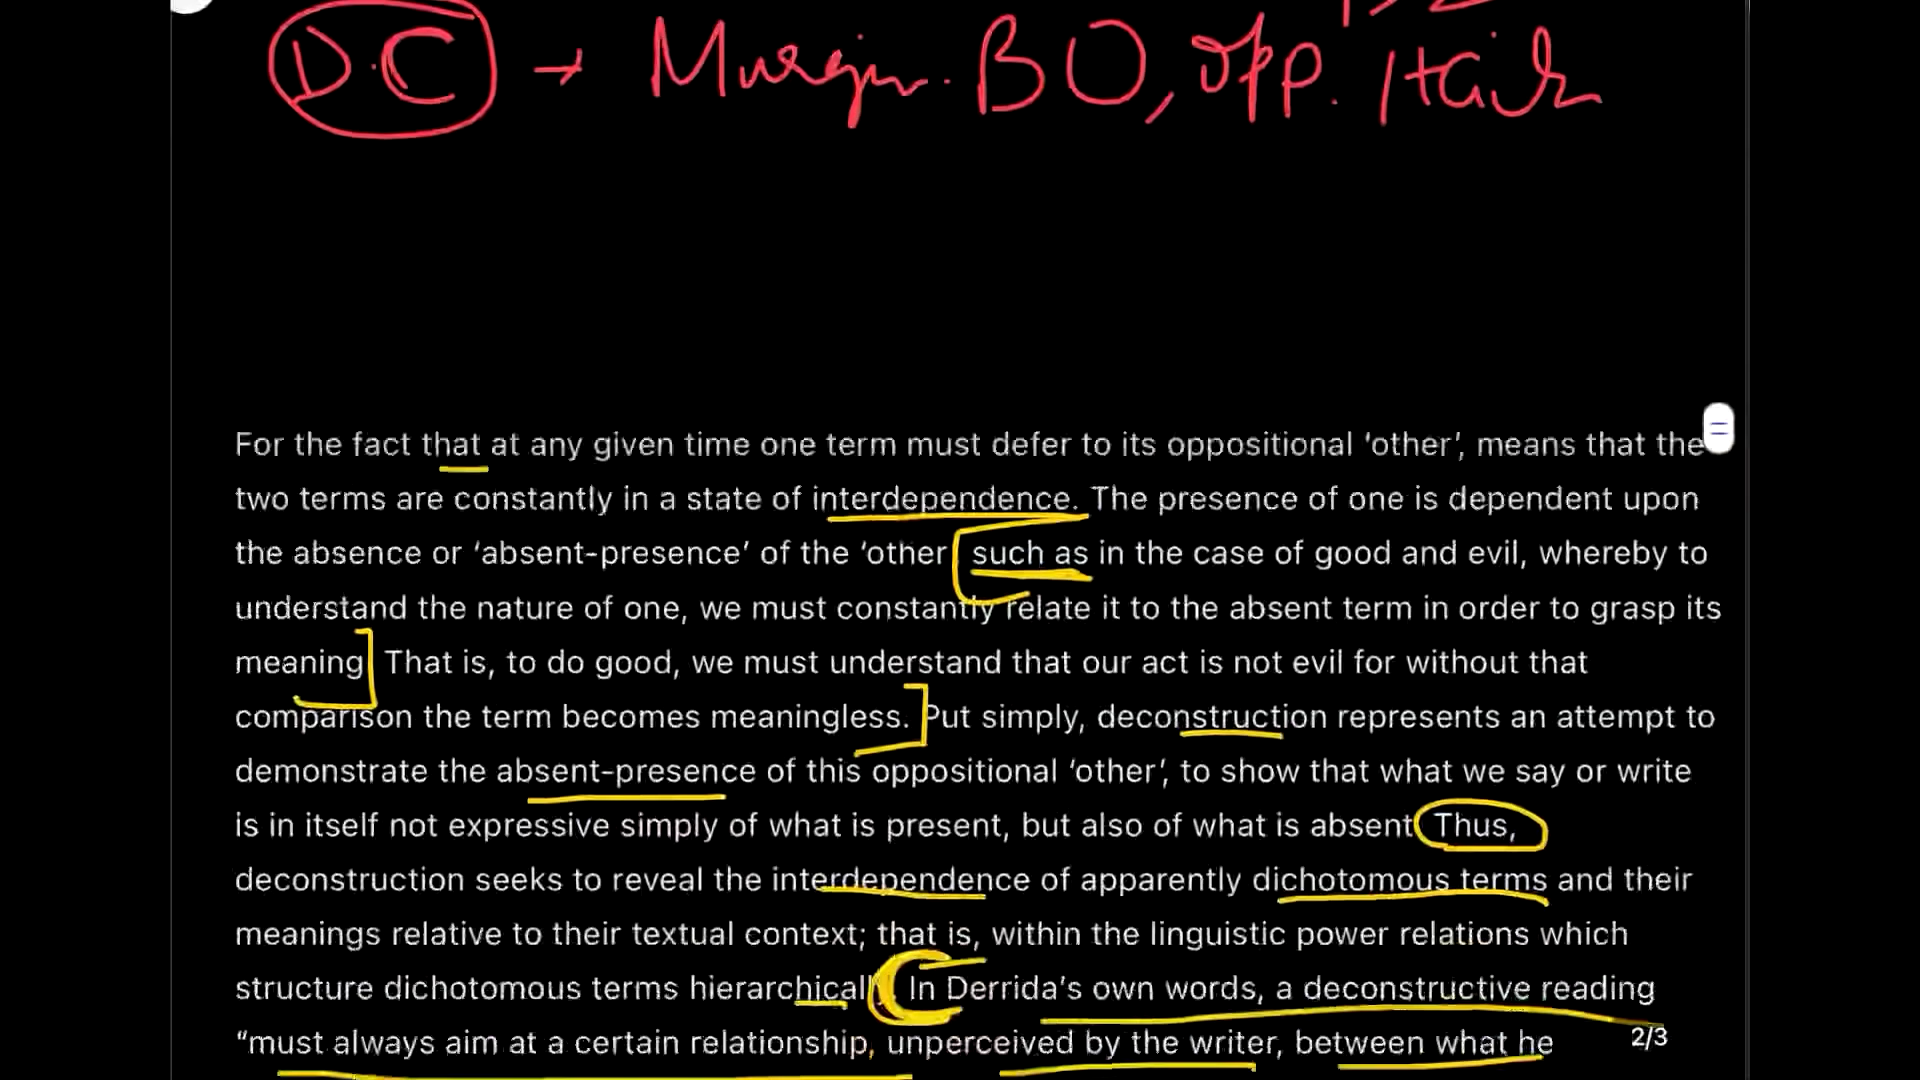 D.C → Margin. BO, opp.
For the fact that at any given time one term must defer to its oppositional ‘other’, means that the
two terms are constantly in a state of interdependence. The presence of one is dependent upon
the absence or ‘absent-presence’ of the ‘other such as in the case of good and evil, whereby to
understand the nature of one, we must constantly relate it to the absent term in order to grasp its
meaning That is, to do good, we must understand that our act is not evil for without that
comparison the term becomes meaningless. Put simply, deconstruction represents an attempt to
demonstrate the absent-presence of this oppositional ‘other’, to show that what we say or write
is in itself not expressive simply of what is present, but also of what is absent Thus,
deconstruction seeks to reveal the interdependence of apparently dichotomous terms and their
meanings relative to their textual context; that is, within the linguistic power relations which
structure dichotomous terms hierarchically In Derrida’s own words, a deconstructive reading
“must always aim at a certain relationship, unperceived by the writer, between what he
2/3